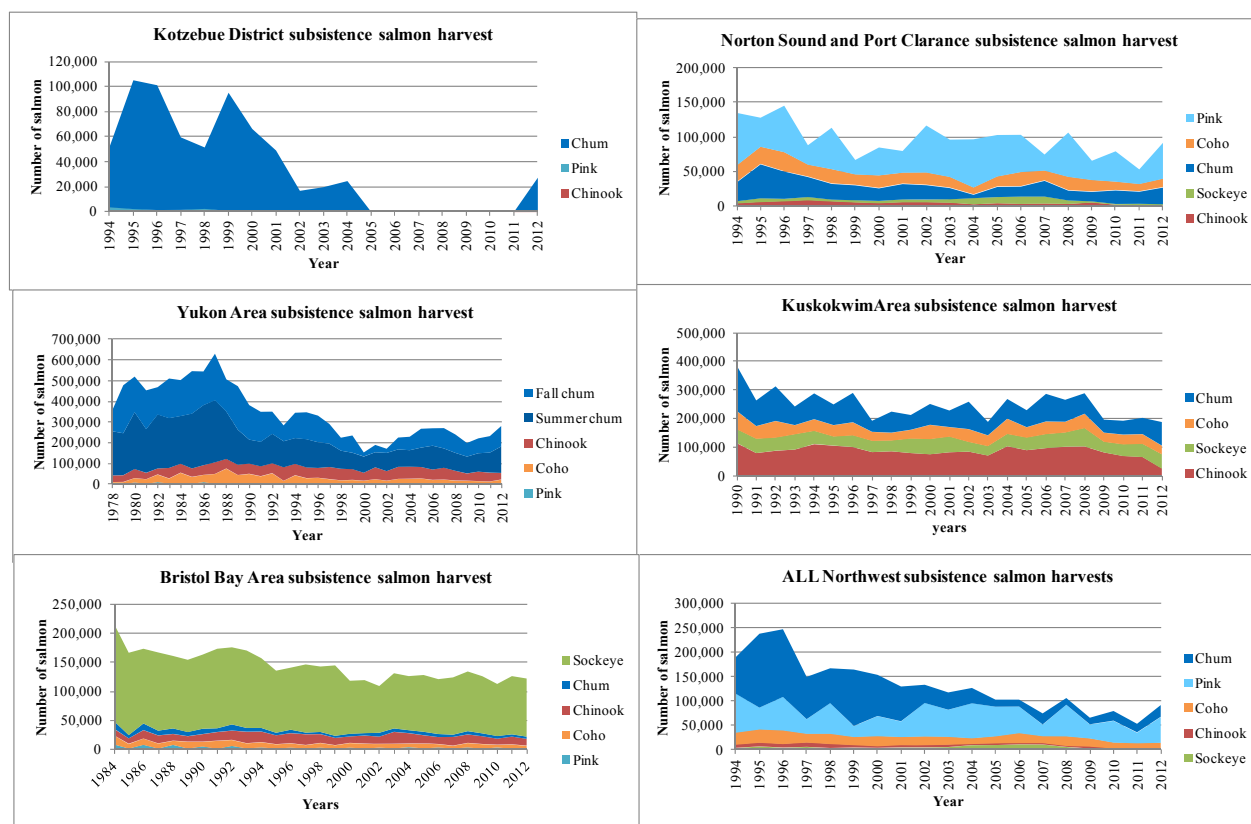 Kotzebue District subsistence salmon harvest
Number of salmon
120,000
100,000
80,000
60,000
40,000
20,000
0
1994 1995 1996 1997 1998 1999 2000 2001 2002 2003 2004 2005 2006 2007 2008 2009 2010 2011 2012
Year
Chum
Pink
Chinook
Norton Sound and Port Clarance subsistence salmon harvest
Number of salmon
200,000
150,000
100,000
50,000
0
1994 1995 1996 1997 1998 1999 2000 2001 2002 2003 2004 2005 2006 2007 2008 2009 2010 2011 2012
Year
Pink
Coho
Chum
Sockeye
Chinook
Yukon Area subsistence salmon harvest
Number of salmon
700,000
600,000
500,000
400,000
300,000
200,000
100,000
0
1978 1980 1982 1984 1986 1988 1990 1992 1994 1996 1998 2000 2002 2004 2006 2008 2010 2012
Year
Fall chum
Summer chum
Chinook
Coho
Pink
KuskokwimArea subsistence salmon harvest
Number of salmon
500,000
400,000
300,000
200,000
100,000
0
1990 1991 1992 1993 1994 1995 1996 1997 1998 1999 2000 2001 2002 2003 2004 2005 2006 2007 2008 2009 2010 2011 2012
years
Chum
Coho
Sockeye
Chinook
Bristol Bay Area subsistence salmon harvest
Number of salmon
250,000
200,000
150,000
100,000
50,000
0
1984 1986 1988 1990 1992 1994 1996 1998 2000 2002 2004 2006 2008 2010 2012
Years
Sockeye
Chum
Chinook
Coho
Pink
ALL Northwest subsistence salmon harvests
Number of salmon
300,000
250,000
200,000
150,000
100,000
50,000
0
1994 1995 1996 1997 1998 1999 2000 2001 2002 2003 2004 2005 2006 2007 2008 2009 2010 2011 2012
Year
Chum
Pink
Coho
Chinook
Sockeye